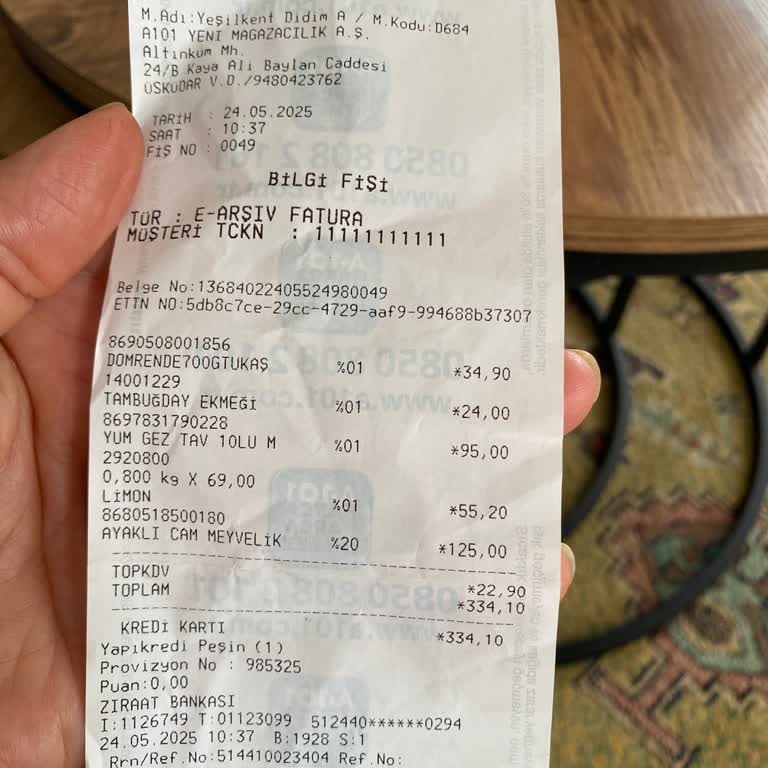 M.Adı:Yeşilkent Didim A / M.Kodu:D684
A101 YENİ MAGAZACILIK A.Ş.
Altınkum Mh.
24/B Kaya Ali Baylan Caddesi
ÜSKÜDAR V.D./9480423762
TARİH : 24.05.2025
SAAT : 10:37
FİŞ NO : 0049
BİLGİ FİŞİ
TÜR : E-ARŞİV FATURA
MÜŞTERİ TCKN : 11111111111
Belge No:13684022405524980049
ETTN NO:5db8c7ce-29cc-4729-aaf9-994688b37307
8690508001856
DOMRENDE700GTUKAŞ %01 *34,90
14001229
TAMBUĞDAY EKMEĞİ %01 *24,00
8697831790228
YUM GEZ TAV 10LU M %01 *95,00
2920800
0,800 kg X 69,00
LİMON %01 *55,20
8680518500180
AYAKLI CAM MEYVELİK %20 *125,00
TOPKDV *22,90
TOPLAM *334,10
KREDİ KARTI *334,10
Yapıkredi Peşin (1)
Provizyon No : 985325
Puan:0,00
ZIRAAT BANKASI
I:1126749 T:01123099 512440******0294
24.05.2025 10:37 B:1928 S:1
Rrn/Ref.No:514410023404 Ref.No: